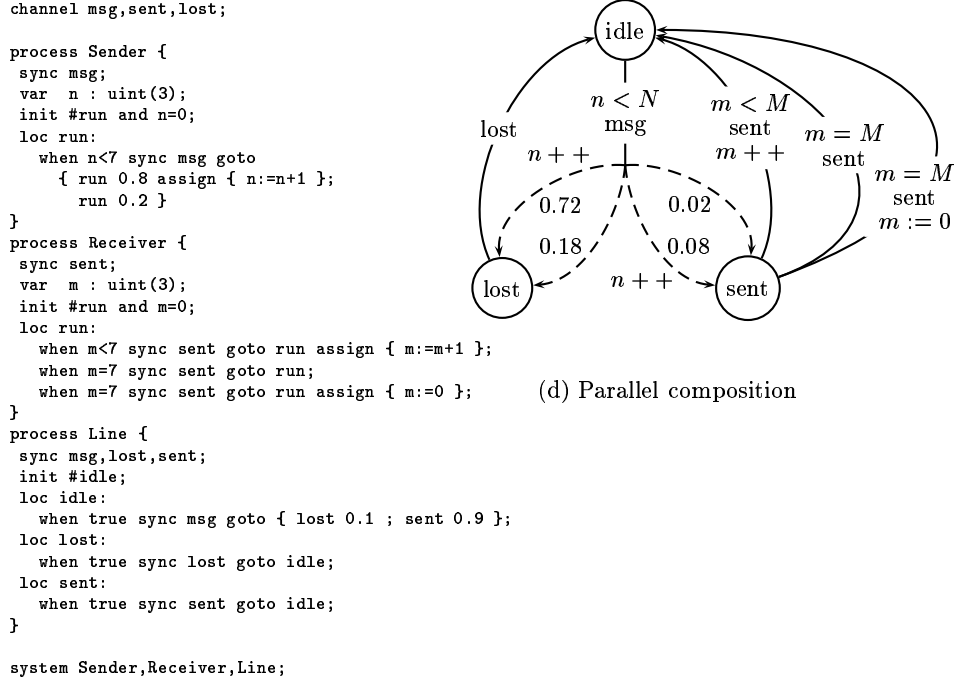 channel msg,sent,lost;
process Sender {
sync msg;
var n : uint(3);
init #run and n=0;
loc run:
when n<7 sync msg goto
{ run 0.8 assign { n:=n+1 };
run 0.2 }
}
process Receiver {
sync sent;
var m : uint(3);
init #run and m=0;
loc run:
when m<7 sync sent goto run assign { m:=m+1 };
when m=7 sync sent goto run;
when m=7 sync sent goto run assign { m:=0 };
}
process Line {
sync msg,lost,sent;
init #idle;
loc idle:
when true sync msg goto { lost 0.1 ; sent 0.9 };
loc lost:
when true sync lost goto idle;
loc sent:
when true sync sent goto idle;
}
system Sender,Receiver,Line;
idle
n < N
msg
n + +
lost
m < M
sent
m + +
m = M
sent
m = M
sent
m := 0
0.72
0.02
0.18
0.08
n + +
lost
sent
(d) Parallel composition